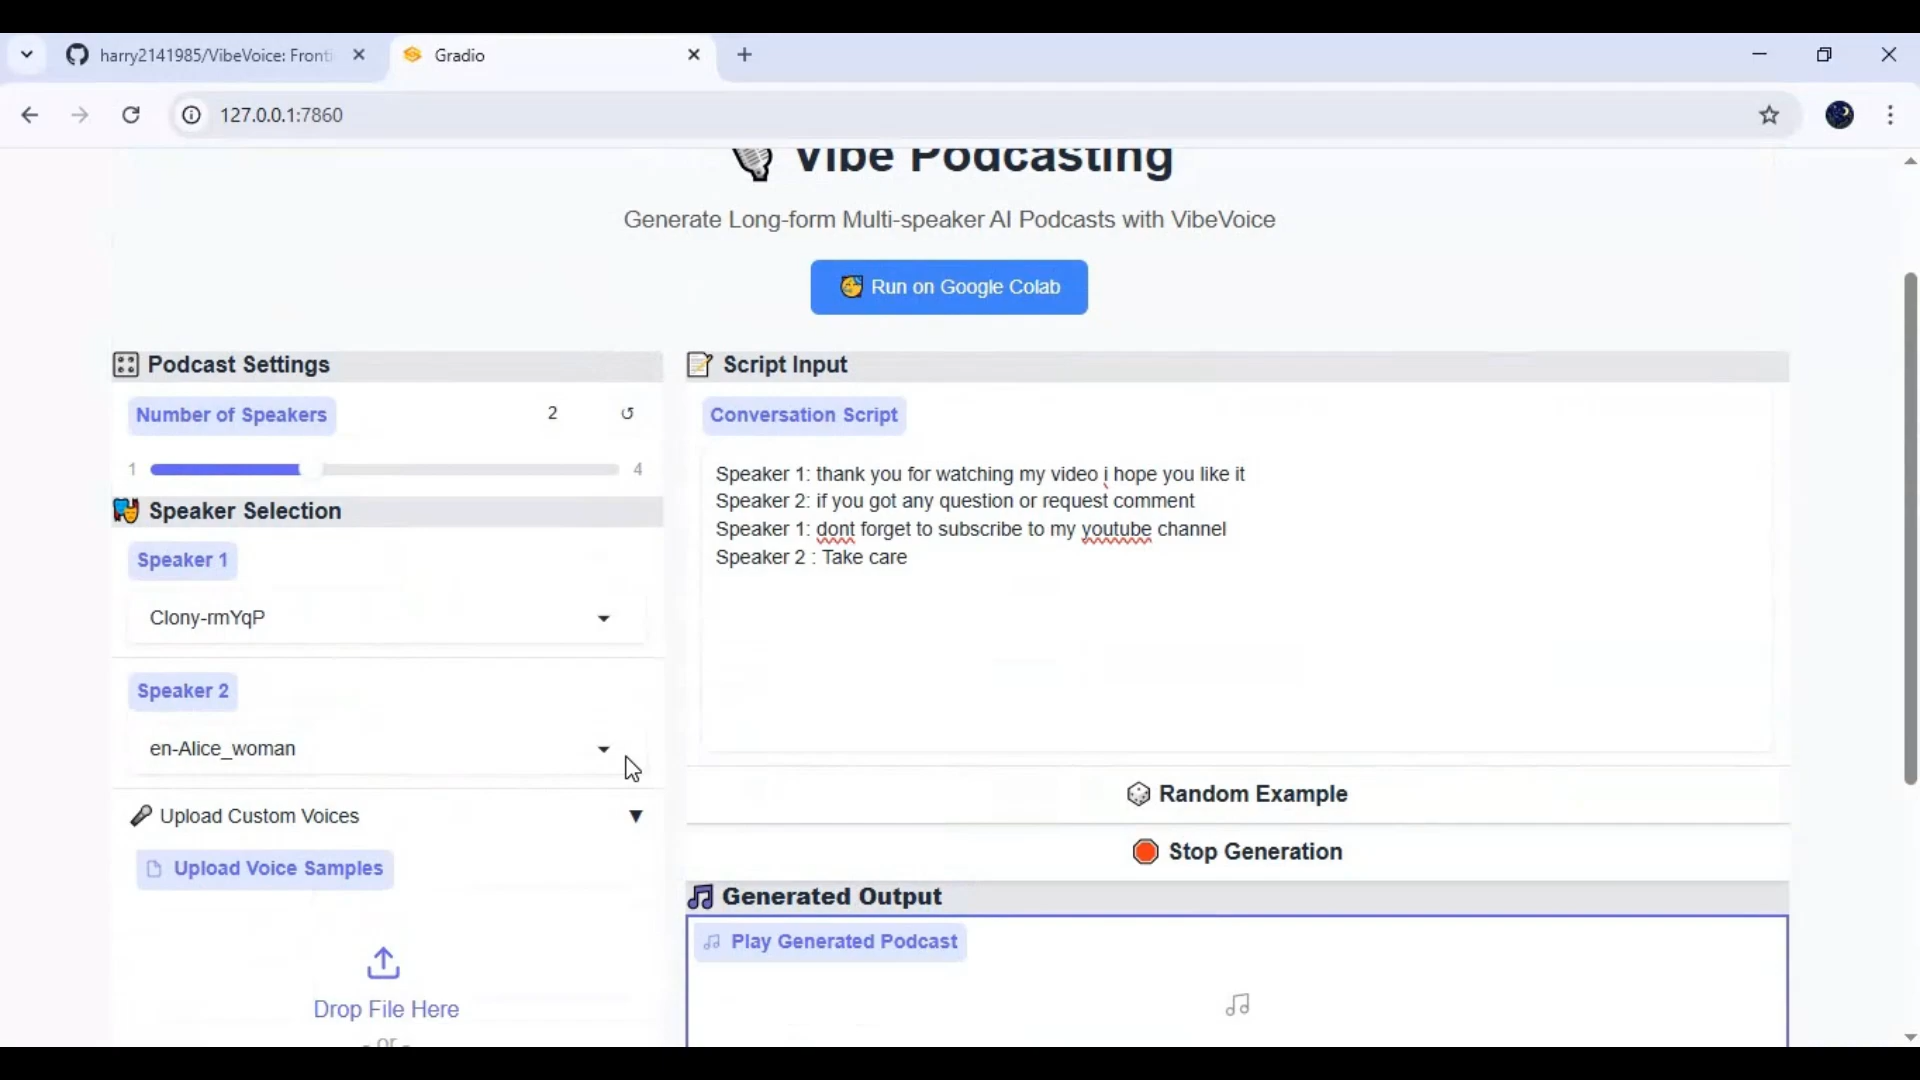 harry2141985/VibeVoice: Fronti
Gradio
127.0.0.1:7860
Vibe Podcasting
Generate Long-form Multi-speaker AI Podcasts with VibeVoice
Run on Google Colab
Podcast Settings
Number of Speakers
2
1
4
Speaker Selection
Speaker 1
Clony-rmYqP
Speaker 2
en-Alice_woman
Upload Custom Voices
Upload Voice Samples
Drop File Here
- or -
Script Input
Conversation Script
Speaker 1: thank you for watching my video i hope you like it
Speaker 2: if you got any question or request comment
Speaker 1: dont forget to subscribe to my youtube channel
Speaker 2 : Take care
Random Example
Stop Generation
Generated Output
Play Generated Podcast